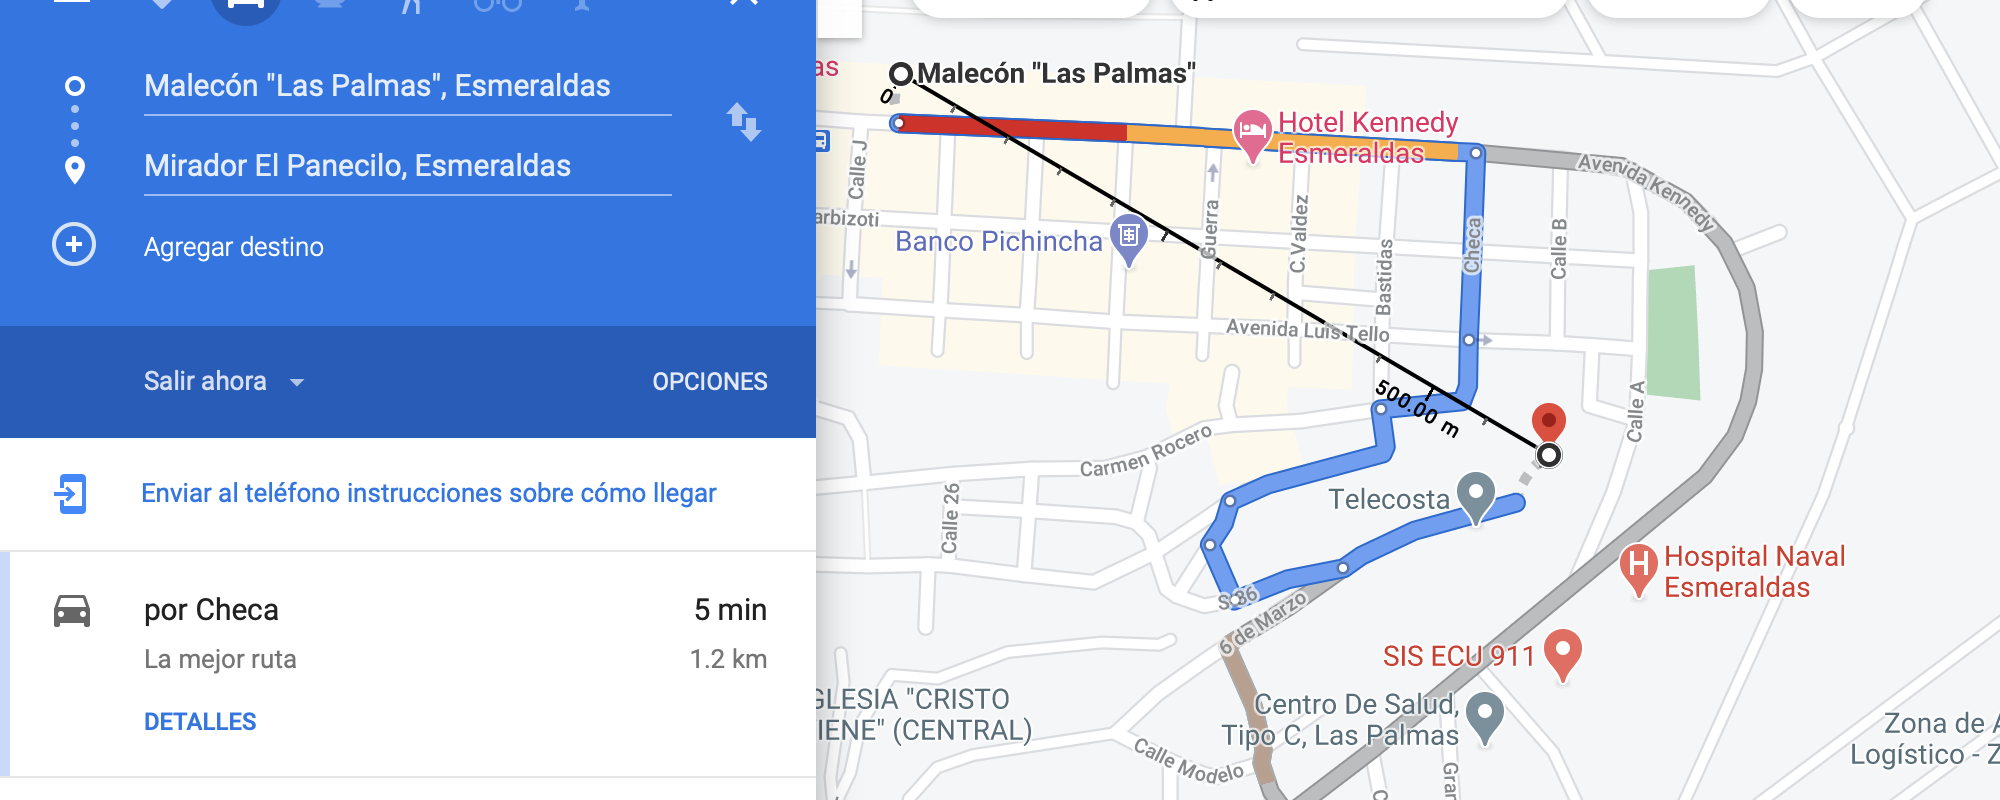 Malecón "Las Palmas", Esmeraldas
Mirador El Panecilo, Esmeraldas
Agregar destino
Salir ahora
OPCIONES
Enviar al teléfono instrucciones sobre cómo llegar
por Checa
5 min
La mejor ruta
1.2 km
DETALLES
as
Malecón "Las Palmas"
0
Hotel Kennedy
Esmeraldas
Avenida Kennedy
Calle J
arbizoti
Banco Pichincha
Guerra
C.Valdez
Bastidas
Checa
Calle B
Avenida Luis Tello
500.00 m
Calle A
Carmen Rocero
Calle 26
Telecosta
S 86
6 de Marzo
Hospital Naval
Esmeraldas
SIS ECU 911
GLESIA "CRISTO
IENE" (CENTRAL)
Centro De Salud,
Tipo C, Las Palmas
Calle Modelo
Gran
C
Zona de A
Logístico - Z